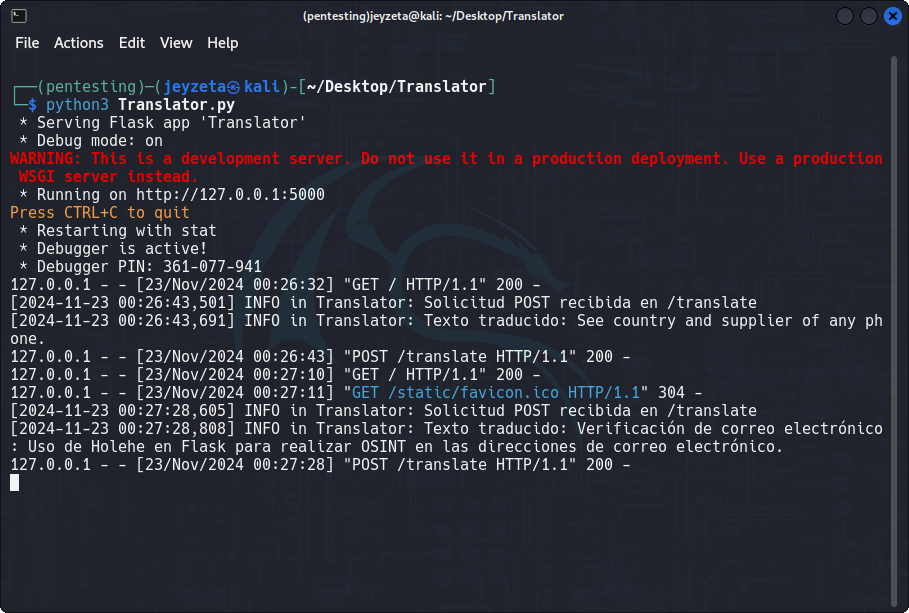 (pentesting)jeyzeta@kali: ~/Desktop/Translator
File Actions Edit View Help
┌──(pentesting)─(jeyzeta㉿kali)-[~/Desktop/Translator]
└─$ python3 Translator.py
 * Serving Flask app 'Translator'
 * Debug mode: on
WARNING: This is a development server. Do not use it in a production deployment. Use a production
 WSGI server instead.
 * Running on http://127.0.0.1:5000
Press CTRL+C to quit
 * Restarting with stat
 * Debugger is active!
 * Debugger PIN: 361-077-941
127.0.0.1 - - [23/Nov/2024 00:26:32] "GET / HTTP/1.1" 200 -
[2024-11-23 00:26:43,501] INFO in Translator: Solicitud POST recibida en /translate
[2024-11-23 00:26:43,691] INFO in Translator: Texto traducido: See country and supplier of any ph
one.
127.0.0.1 - - [23/Nov/2024 00:26:43] "POST /translate HTTP/1.1" 200 -
127.0.0.1 - - [23/Nov/2024 00:27:10] "GET / HTTP/1.1" 200 -
127.0.0.1 - - [23/Nov/2024 00:27:11] "GET /static/favicon.ico HTTP/1.1" 304 -
[2024-11-23 00:27:28,605] INFO in Translator: Solicitud POST recibida en /translate
[2024-11-23 00:27:28,808] INFO in Translator: Texto traducido: Verificación de correo electrónico
: Uso de Holehe en Flask para realizar OSINT en las direcciones de correo electrónico.
127.0.0.1 - - [23/Nov/2024 00:27:28] "POST /translate HTTP/1.1" 200 -